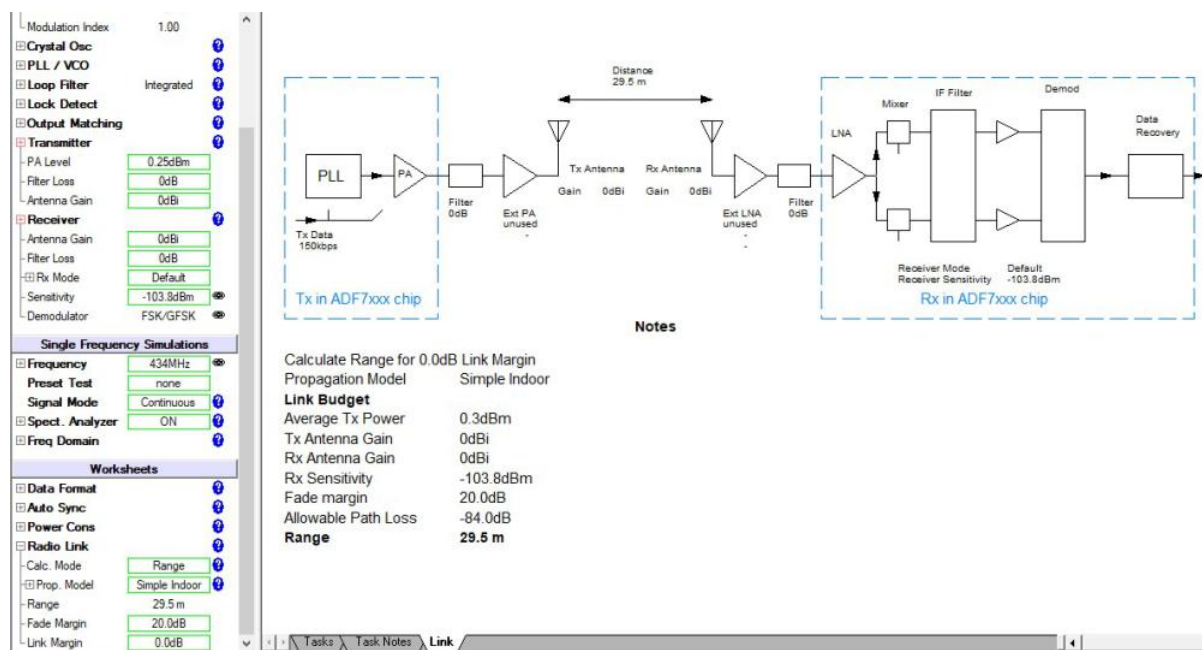 Modulation Index 1.00
Crystal Osc
PLL / VCO
Loop Filter Integrated
Lock Detect
Output Matching
Transmitter
PA Level 0.25dBm
Filter Loss 0dB
Antenna Gain 0dBi
Receiver
Antenna Gain 0dBi
Filter Loss 0dB
Rx Mode Default
Sensitivity -103.8dBm
Demodulator FSK/GFSK
Single Frequency Simulations
Frequency 434MHz
Preset Test none
Signal Mode Continuous
Spect. Analyzer ON
Freq Domain
Worksheets
Data Format
Auto Sync
Power Cons
Radio Link
Calc. Mode Range
Prop. Model Simple Indoor
Range 29.5 m
Fade Margin 20.0dB
Link Margin 0.0dB
Distance
29.5 m
PLL
PA
Tx Data
150kbps
Filter
0dB
Ext PA
unused
-
-
Tx Antenna
Gain 0dBi
Rx Antenna
Gain 0dBi
Ext LNA
unused
-
-
Filter
0dB
LNA
Mixer
IF Filter
Demod
Data
Recovery
Receiver Mode Default
Receiver Sensitivity -103.8dBm
Tx in ADF7xxx chip
Rx in ADF7xxx chip
Notes
Calculate Range for 0.0dB Link Margin
Propagation Model Simple Indoor
Link Budget
Average Tx Power 0.3dBm
Tx Antenna Gain 0dBi
Rx Antenna Gain 0dBi
Rx Sensitivity -103.8dBm
Fade margin 20.0dB
Allowable Path Loss -84.0dB
Range 29.5 m
Tasks Task Notes Link